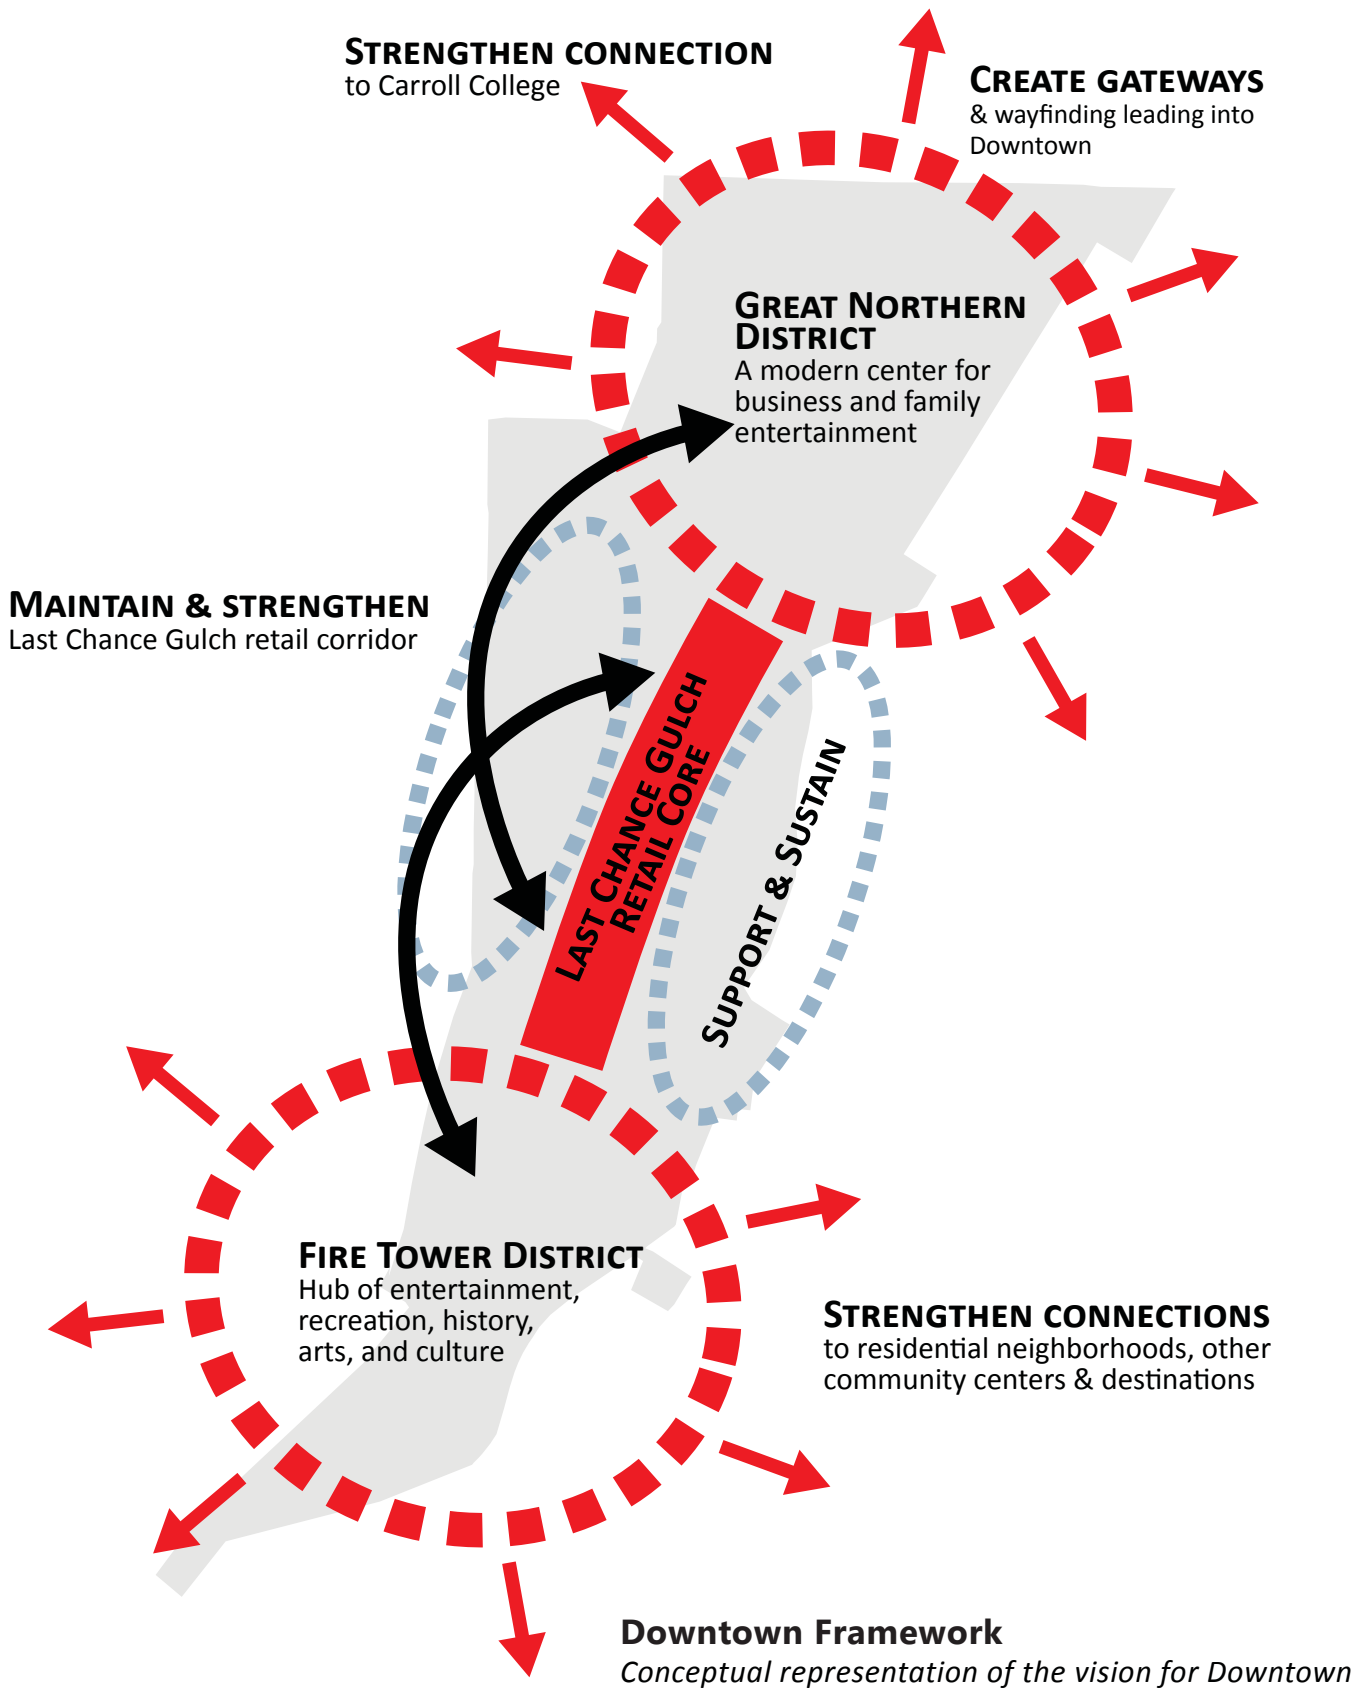 STRENGTHEN CONNECTION
to Carroll College
CREATE GATEWAYS
& wayfinding leading into
Downtown
GREAT NORTHERN
DISTRICT
A modern center for
business and family
entertainment
MAINTAIN & STRENGTHEN
Last Chance Gulch retail corridor
LAST CHANCE GULCH
RETAIL CORE
SUPPORT & SUSTAIN
FIRE TOWER DISTRICT
Hub of entertainment,
recreation, history,
arts, and culture
STRENGTHEN CONNECTIONS
to residential neighborhoods, other
community centers & destinations
Downtown Framework
Conceptual representation of the vision for Downtown